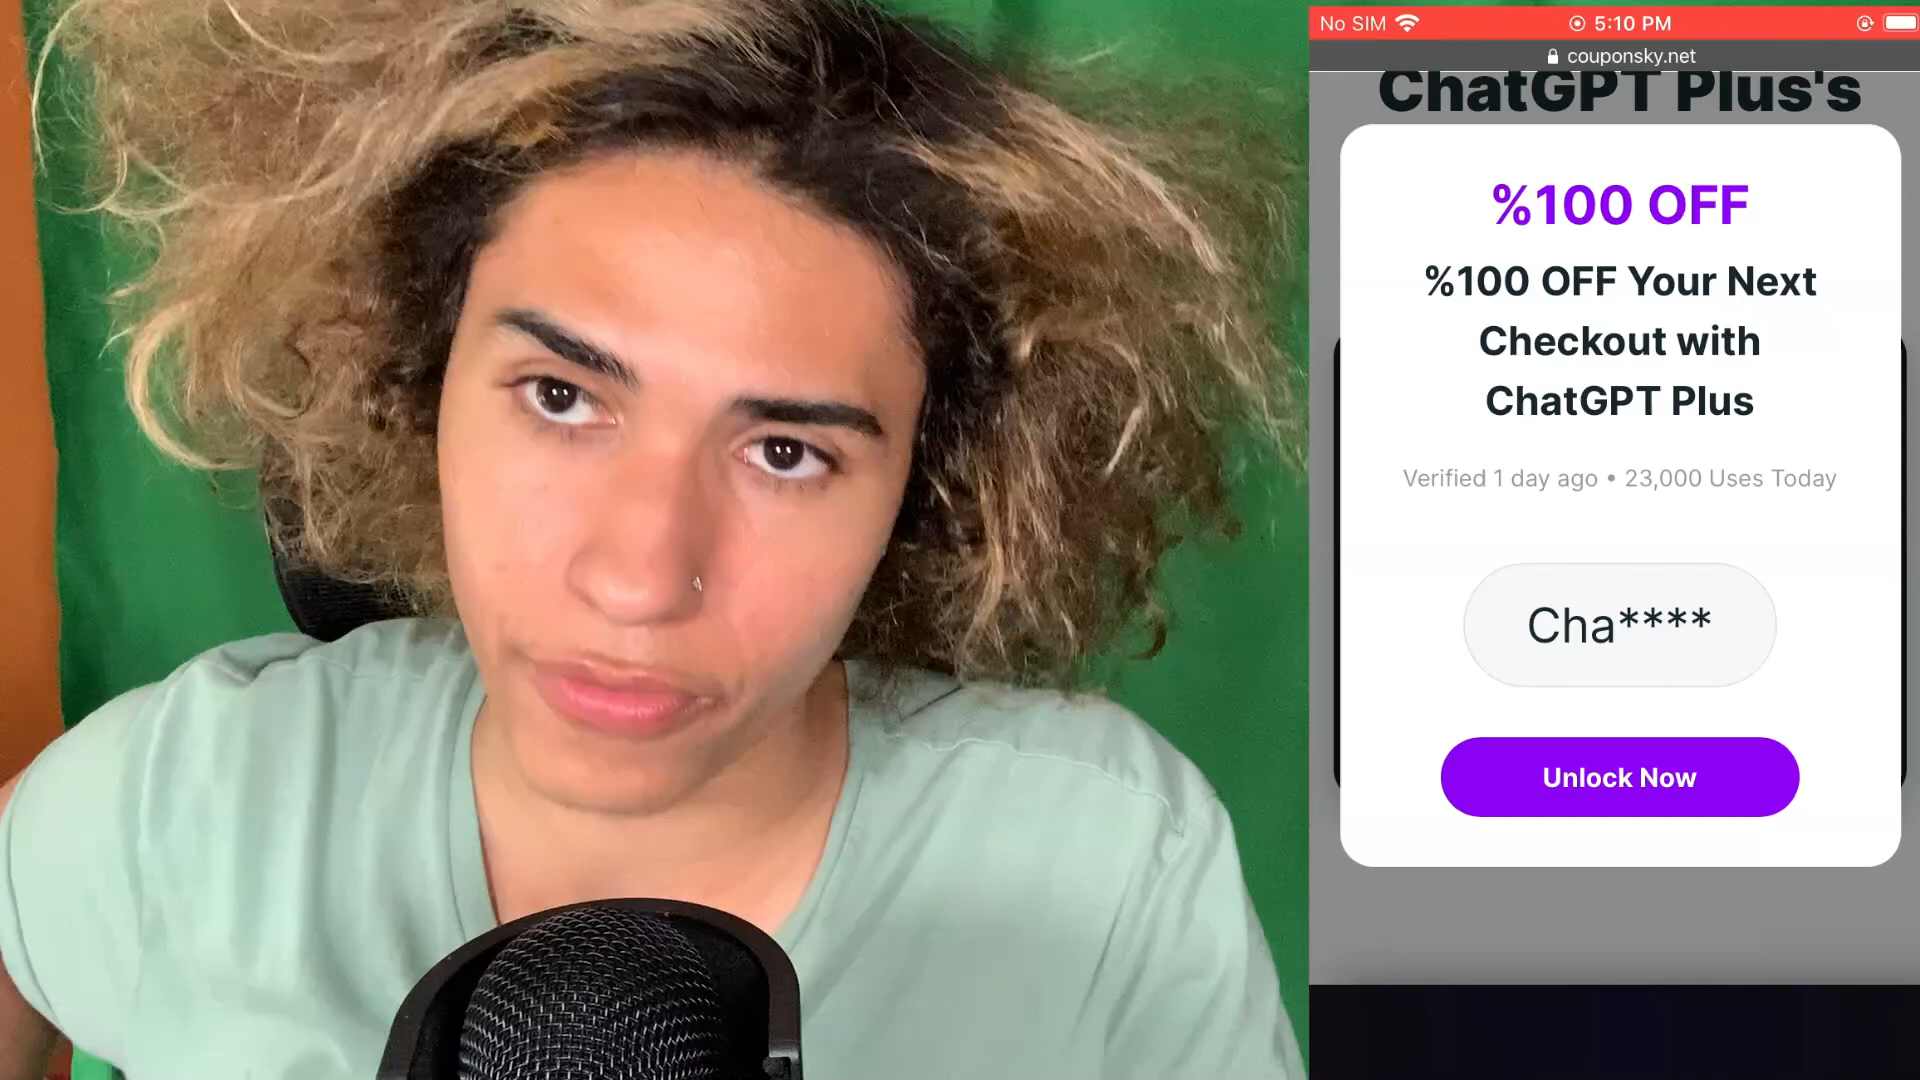 No SIM
5:10 PM
couponsky.net
ChatGPT Plus's
%100 OFF
%100 OFF Your Next
Checkout with
ChatGPT Plus
Verified 1 day ago • 23,000 Uses Today
Cha****
Unlock Now